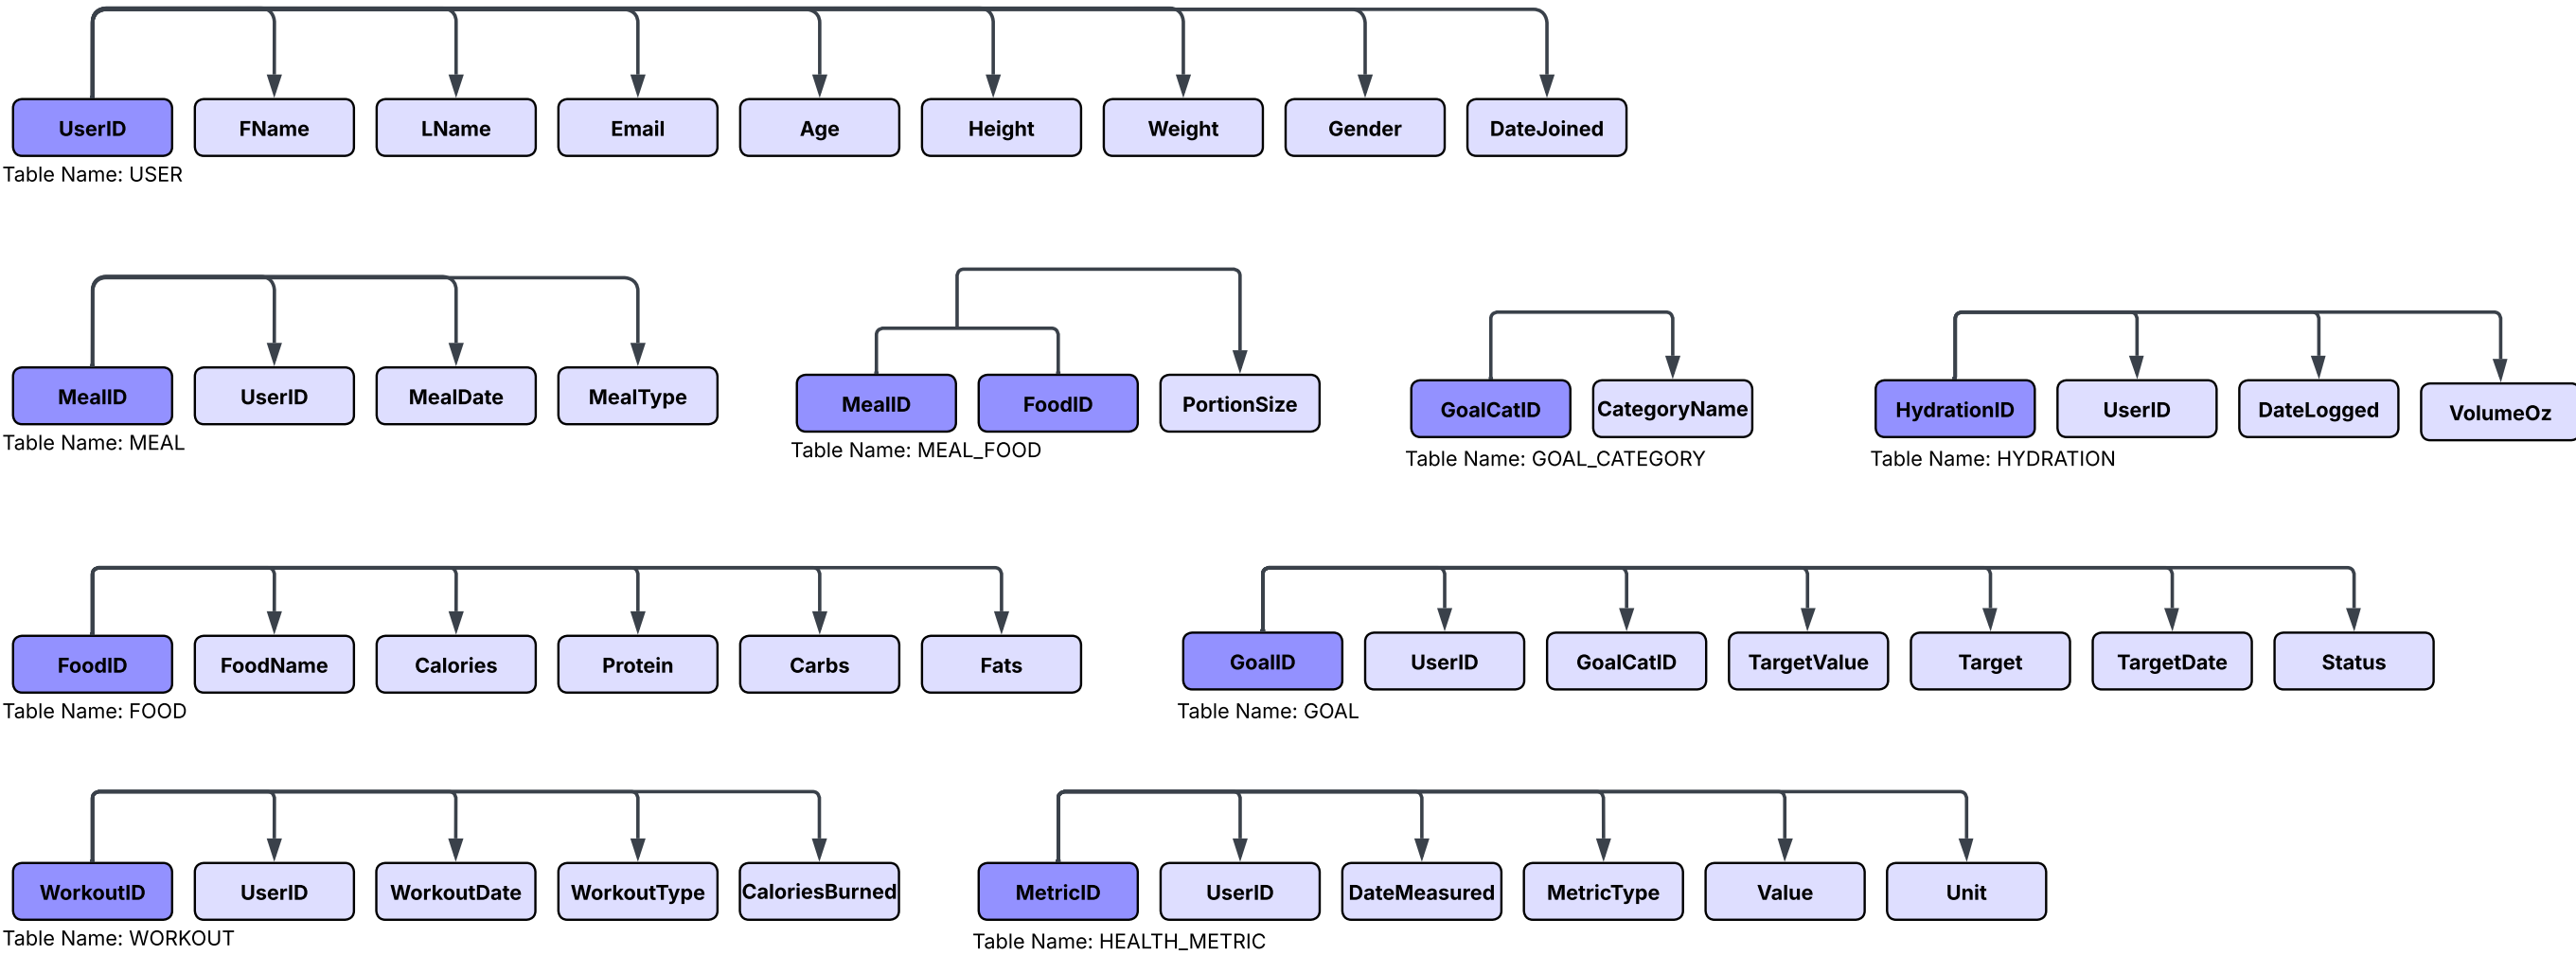 UserID
FName
LName
Email
Age
Height
Weight
Gender
DateJoined
Table Name: USER
MealID
UserID
MealDate
MealType
Table Name: MEAL
MealID
FoodID
PortionSize
Table Name: MEAL_FOOD
GoalCatID
CategoryName
Table Name: GOAL_CATEGORY
HydrationID
UserID
DateLogged
VolumeOz
Table Name: HYDRATION
FoodID
FoodName
Calories
Protein
Carbs
Fats
Table Name: FOOD
GoalID
UserID
GoalCatID
TargetValue
Target
TargetDate
Status
Table Name: GOAL
WorkoutID
UserID
WorkoutDate
WorkoutType
CaloriesBurned
Table Name: WORKOUT
MetricID
UserID
DateMeasured
MetricType
Value
Unit
Table Name: HEALTH_METRIC